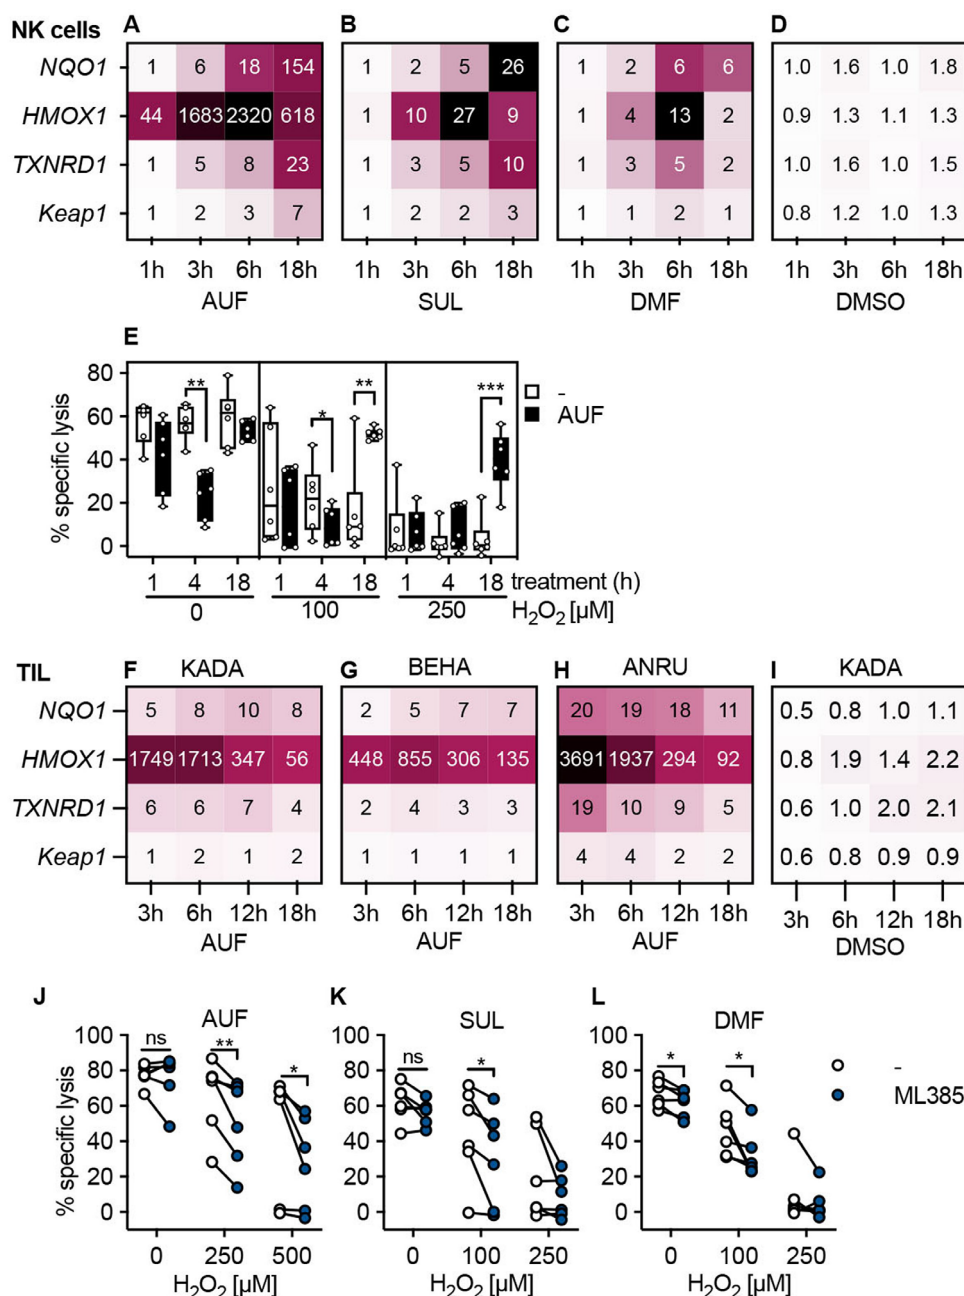 NK cells
A B C D
NQO1 1 6 18 154 1 2 5 26 1 2 6 6 1.0 1.6 1.0 1.8
HMOX1 44 1683 2320 618 1 10 27 9 1 4 13 2 0.9 1.3 1.1 1.3
TXNRD1 1 5 8 23 1 3 5 10 1 3 5 2 1.0 1.6 1.0 1.5
Keap1 1 2 3 7 1 2 2 3 1 1 2 1 0.8 1.2 1.0 1.3
1h 3h 6h 18h 1h 3h 6h 18h 1h 3h 6h 18h 1h 3h 6h 18h
AUF SUL DMF DMSO
E
80
60
40
20
0
% specific lysis
** * ** ***
-
AUF
1 4 18 1 4 18 1 4 18 treatment (h)
0 100 250 H2O2 [µM]
TIL F KADA G BEHA H ANRU I KADA
NQO1 5 8 10 8 2 5 7 7 20 19 18 11 0.5 0.8 1.0 1.1
HMOX1 1749 1713 347 56 448 855 306 135 3691 1937 294 92 0.8 1.9 1.4 2.2
TXNRD1 6 6 7 4 2 4 3 3 19 10 9 5 0.6 1.0 2.0 2.1
Keap1 1 2 1 2 1 1 1 1 4 4 2 2 0.6 0.8 0.9 0.9
3h 6h 12h 18h 3h 6h 12h 18h 3h 6h 12h 18h 3h 6h 12h 18h
AUF AUF AUF DMSO
J AUF
100
80
60
40
20
0
% specific lysis
ns ** *
0 250 500
H2O2 [µM]
K SUL
100
80
60
40
20
0
ns *
0 100 250
H2O2 [µM]
L DMF
100
80
60
40
20
0
* *
0 100 250
H2O2 [µM]
-
ML385